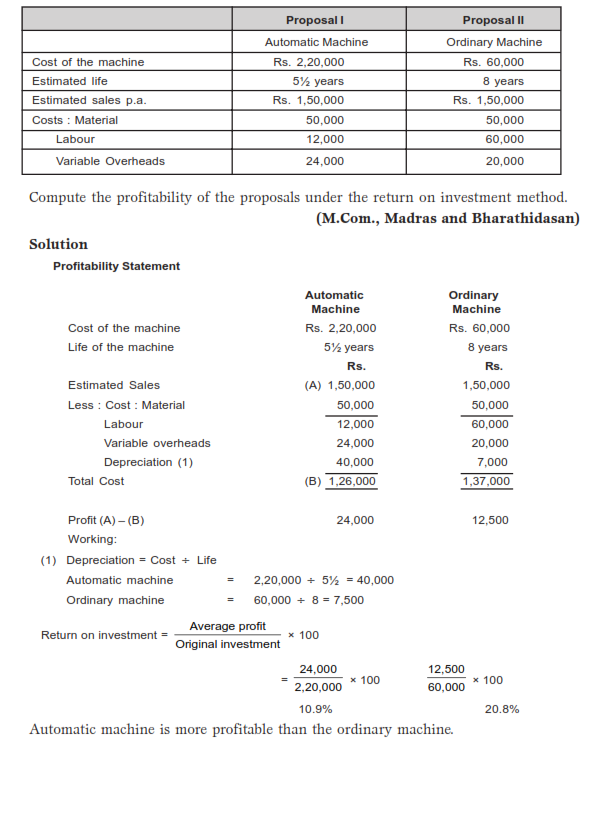 Proposal I Proposal II
Automatic Machine Ordinary Machine
Cost of the machine Rs. 2,20,000 Rs. 60,000
Estimated life 5½ years 8 years
Estimated sales p.a. Rs. 1,50,000 Rs. 1,50,000
Costs : Material 50,000 50,000
Labour 12,000 60,000
Variable Overheads 24,000 20,000
Compute the profitability of the proposals under the return on investment method.
(M.Com., Madras and Bharathidasan)
Solution
Profitability Statement
Automatic Ordinary
Machine Machine
Cost of the machine Rs. 2,20,000 Rs. 60,000
Life of the machine 5½ years 8 years
Rs. Rs.
Estimated Sales (A) 1,50,000 1,50,000
Less : Cost : Material 50,000 50,000
Labour 12,000 60,000
Variable overheads 24,000 20,000
Depreciation (1) 40,000 7,000
Total Cost (B) 1,26,000 1,37,000
Profit (A) – (B) 24,000 12,500
Working:
(1) Depreciation = Cost ÷ Life
Automatic machine = 2,20,000 ÷ 5½ = 40,000
Ordinary machine = 60,000 ÷ 8 = 7,500
Return on investment = Average profit / Original investment × 100
= 24,000 / 2,20,000 × 100 12,500 / 60,000 × 100
10.9% 20.8%
Automatic machine is more profitable than the ordinary machine.